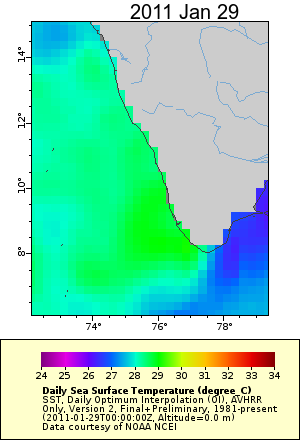 2011 Jan 29
14°
12°
10°
8°
74° 76° 78°
24 25 26 27 28 29 30 31 32 33 34
Daily Sea Surface Temperature (degree_C)
SST, Daily Optimum Interpolation (OI), AVHRR
Only, Version 2, Final+Preliminary, 1981-present
(2011-01-29T00:00:00Z, Altitude=0.0 m)
Data courtesy of NOAA NCEI